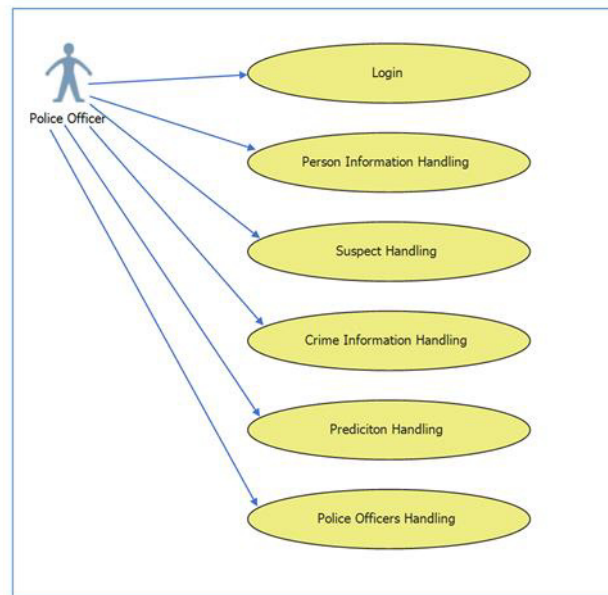 Login
Police Officer
Person Information Handling
Suspect Handling
Crime Information Handling
Prediciton Handling
Police Officers Handling